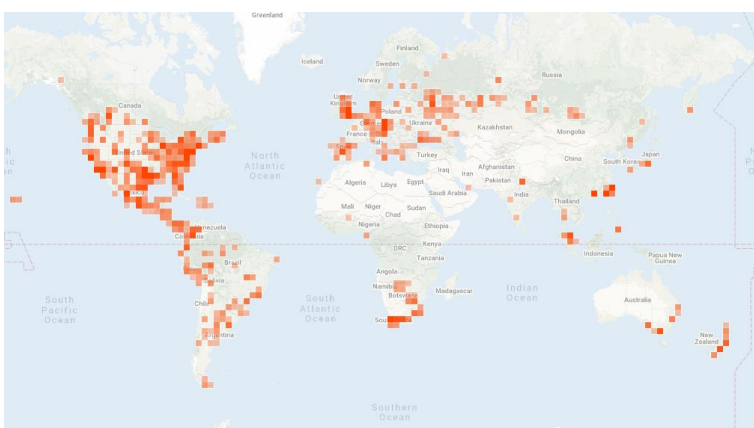 Greenland
Iceland
Finland
Sweden
Norway
Russia
Canada
United
Kingdom
Poland
Ukraine
Kazakhstan
France
Mongolia
North
Atlantic
Ocean
Turkey
China
South Korea
Japan
Iraq
Iran
Afghanistan
Pakistan
Algeria
Libya
Egypt
Saudi Arabia
India
Mali
Niger
Chad
Sudan
Thailand
Nigeria
Ethiopia
Venezuela
DRC
Kenya
Tanzania
Indonesia
Papua New
Guinea
Brazil
Angola
Namibia
Botswana
Madagascar
Indian
Ocean
South
Pacific
Ocean
South
Atlantic
Ocean
Chile
Australia
Argentina
New
Zealand
Southern
Ocean